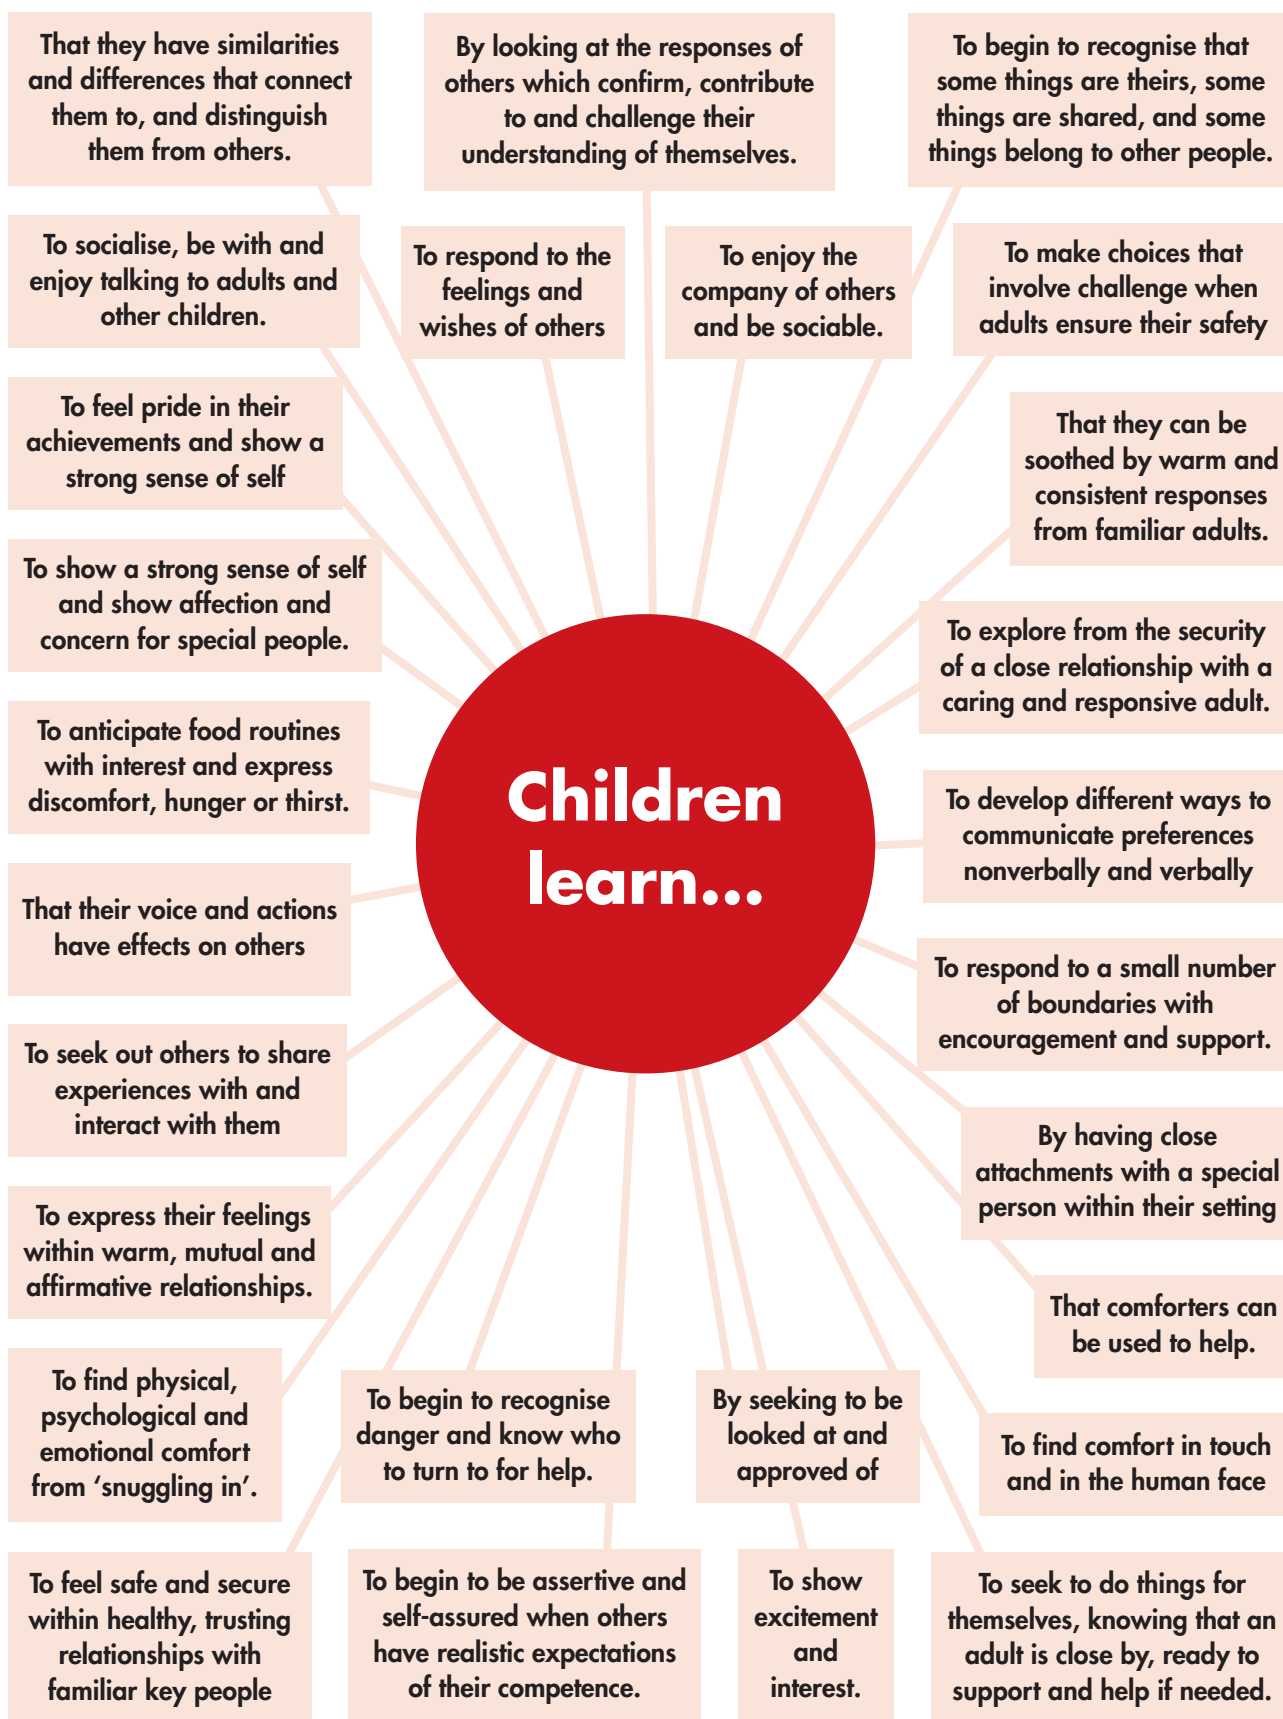 That they have similarities
and differences that connect
them to, and distinguish
them from others.
By looking at the responses of
others which confirm, contribute
to and challenge their
understanding of themselves.
To begin to recognise that
some things are theirs, some
things are shared, and some
things belong to other people.
To socialise, be with and
enjoy talking to adults and
other children.
To respond to the
feelings and
wishes of others
To enjoy the
company of others
and be sociable.
To make choices that
involve challenge when
adults ensure their safety
To feel pride in their
achievements and show a
strong sense of self
That they can be
soothed by warm and
consistent responses
from familiar adults.
To show a strong sense of self
and show affection and
concern for special people.
To explore from the security
of a close relationship with a
caring and responsive adult.
To anticipate food routines
with interest and express
discomfort, hunger or thirst.
Children
learn...
To develop different ways to
communicate preferences
nonverbally and verbally
That their voice and actions
have effects on others
To respond to a small number
of boundaries with
encouragement and support.
To seek out others to share
experiences with and
interact with them
By having close
attachments with a special
person within their setting
To express their feelings
within warm, mutual and
affirmative relationships.
That comforters can
be used to help.
To find physical,
psychological and
emotional comfort
from ‘snuggling in’.
To begin to recognise
danger and know who
to turn to for help.
By seeking to be
looked at and
approved of
To find comfort in touch
and in the human face
To feel safe and secure
within healthy, trusting
relationships with
familiar key people
To begin to be assertive and
self-assured when others
have realistic expectations
of their competence.
To show
excitement
and
interest.
To seek to do things for
themselves, knowing that an
adult is close by, ready to
support and help if needed.